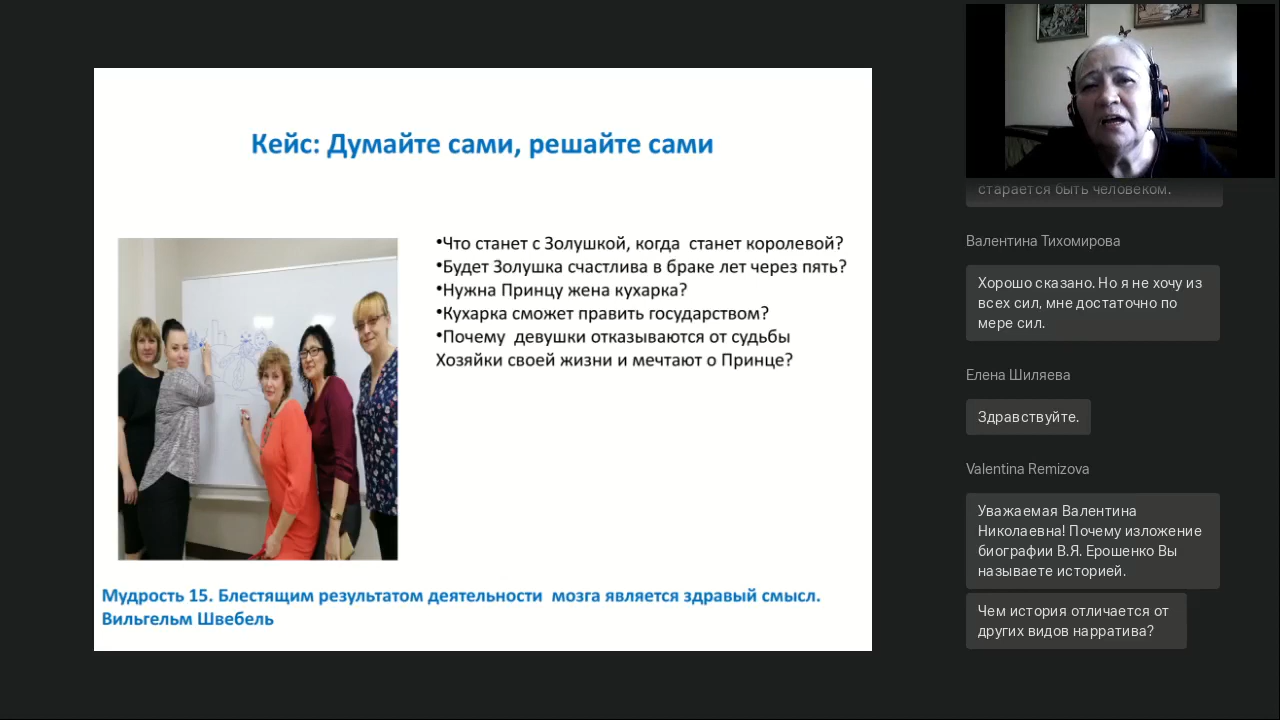 Кейс: Думайте сами, решайте сами
•Что станет с Золушкой, когда станет королевой?
•Будет Золушка счастлива в браке лет через пять?
•Нужна Принцу жена кухарка?
•Кухарка сможет править государством?
•Почему девушки отказываются от судьбы
Хозяйки своей жизни и мечтают о Принце?
Мудрость 15. Блестящим результатом деятельности мозга является здравый смысл.
Вильгельм Швебель
старается быть человеком.
Валентина Тихомирова
Хорошо сказано. Но я не хочу из
всех сил, мне достаточно по
мере сил.
Елена Шиляева
Здравствуйте.
Valentina Remizova
Уважаемая Валентина
Николаевна! Почему изложение
биографии В.Я. Ерошенко Вы
называете историей.
Чем история отличается от
других видов нарратива?